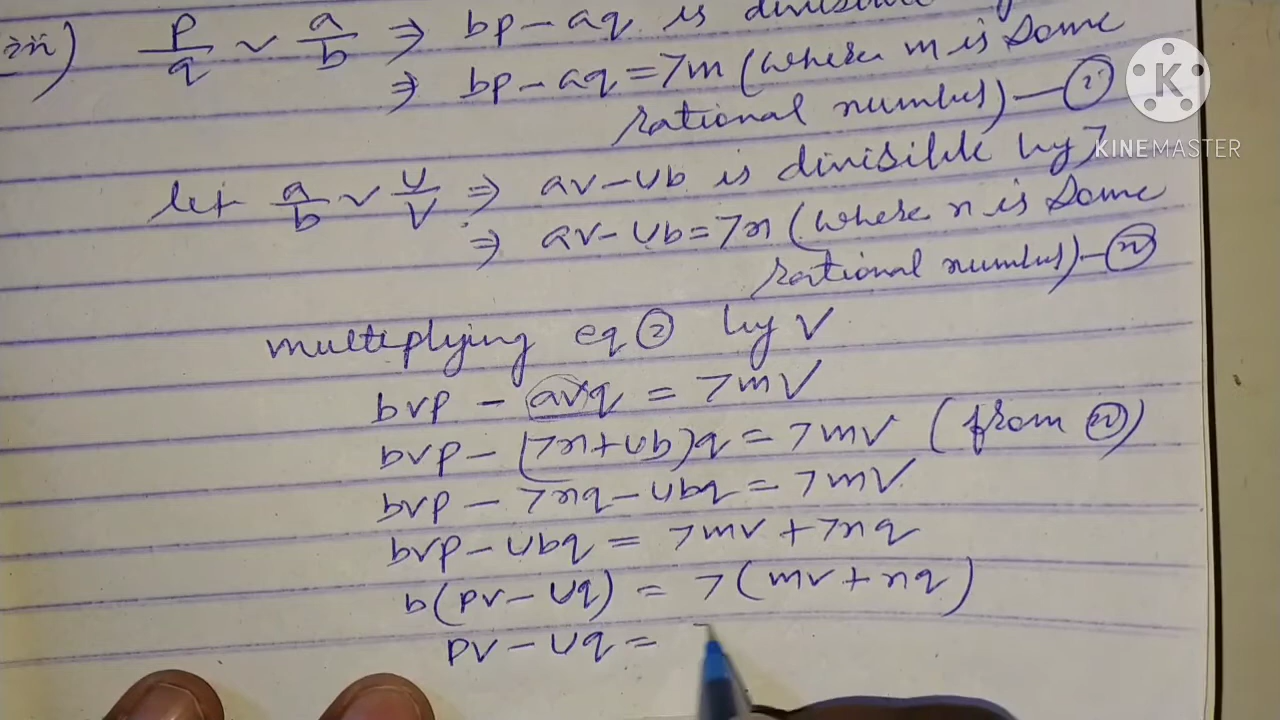 iii) p/q ~ a/b ⇒ bp - aq is
⇒ bp - aq = 7m (where m is some
rational number) — ②
K
KINEMASTER
let a/b ~ u/v ⇒ av - ub is divisible by 7
⇒ av - ub = 7n (where n is some
rational number) — ⓝ
multiplying eq ② by v
bvp - avq = 7mv
bvp - (7n+ub)q = 7mv (from ⓝ)
bvp - 7nq - ubq = 7mv
bvp - ubq = 7mv + 7nq
b(pv - uq) = 7(mv + nq)
pv - uq =